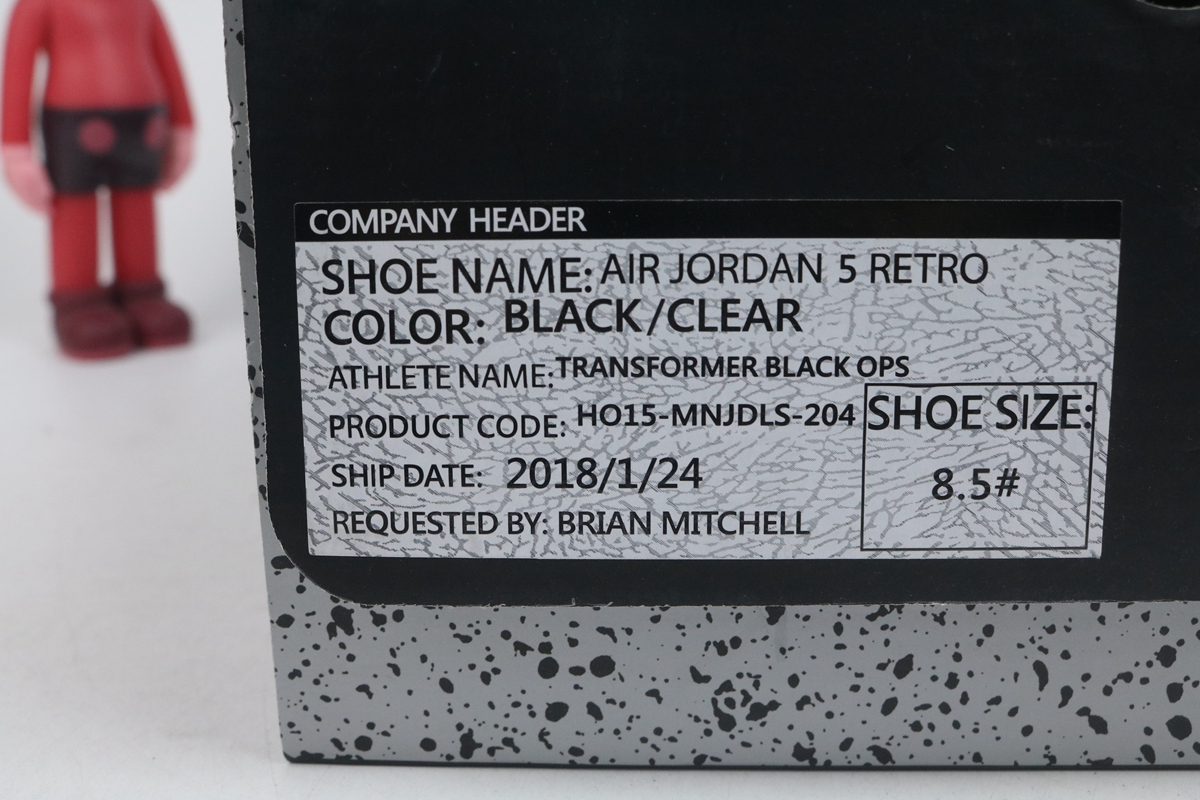 COMPANY HEADER
SHOE NAME: AIR JORDAN 5 RETRO
COLOR: BLACK/CLEAR
ATHLETE NAME: TRANSFORMER BLACK OPS
PRODUCT CODE: HO15-MNJDLS-204
SHIP DATE: 2018/1/24
REQUESTED BY: BRIAN MITCHELL
SHOE SIZE:
8.5#